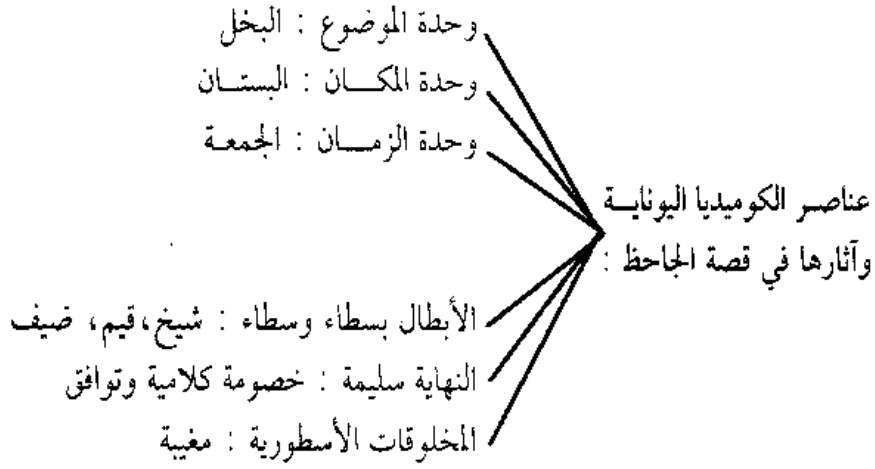 عناصر الكوميديا اليوناية
وآثارها في قصة الجاحظ :
وحدة الموضوع : البخل
وحدة المكان : البستان
وحدة الزمان : الجمعة
الأبطال بسطاء وسطاء : شيخ، قيم، ضيف
النهاية سليمة : خصومة كلامية وتوافق
المخلوقات الأسطورية : مغيبة